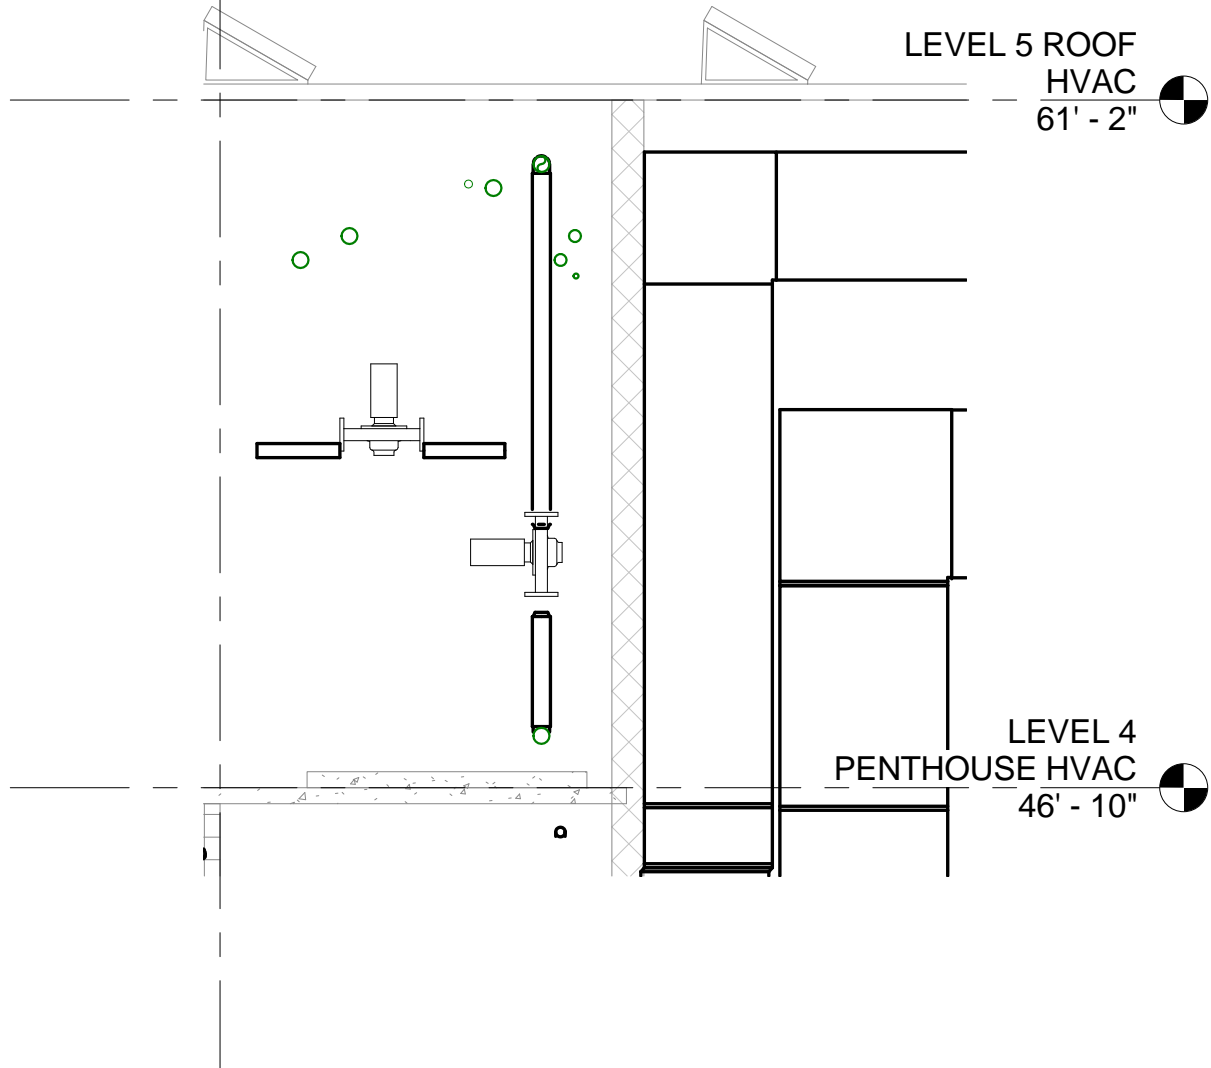 LEVEL 5 ROOF
HVAC
61' - 2"
LEVEL 4
PENTHOUSE HVAC
46' - 10"